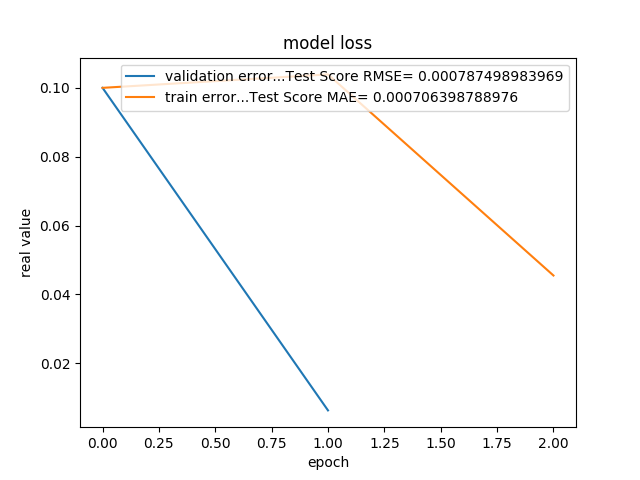 model loss
validation error...Test Score RMSE= 0.000787498983969
train error...Test Score MAE= 0.000706398788976
real value
0.10
0.08
0.06
0.04
0.02
0.00 0.25 0.50 0.75 1.00 1.25 1.50 1.75 2.00
epoch